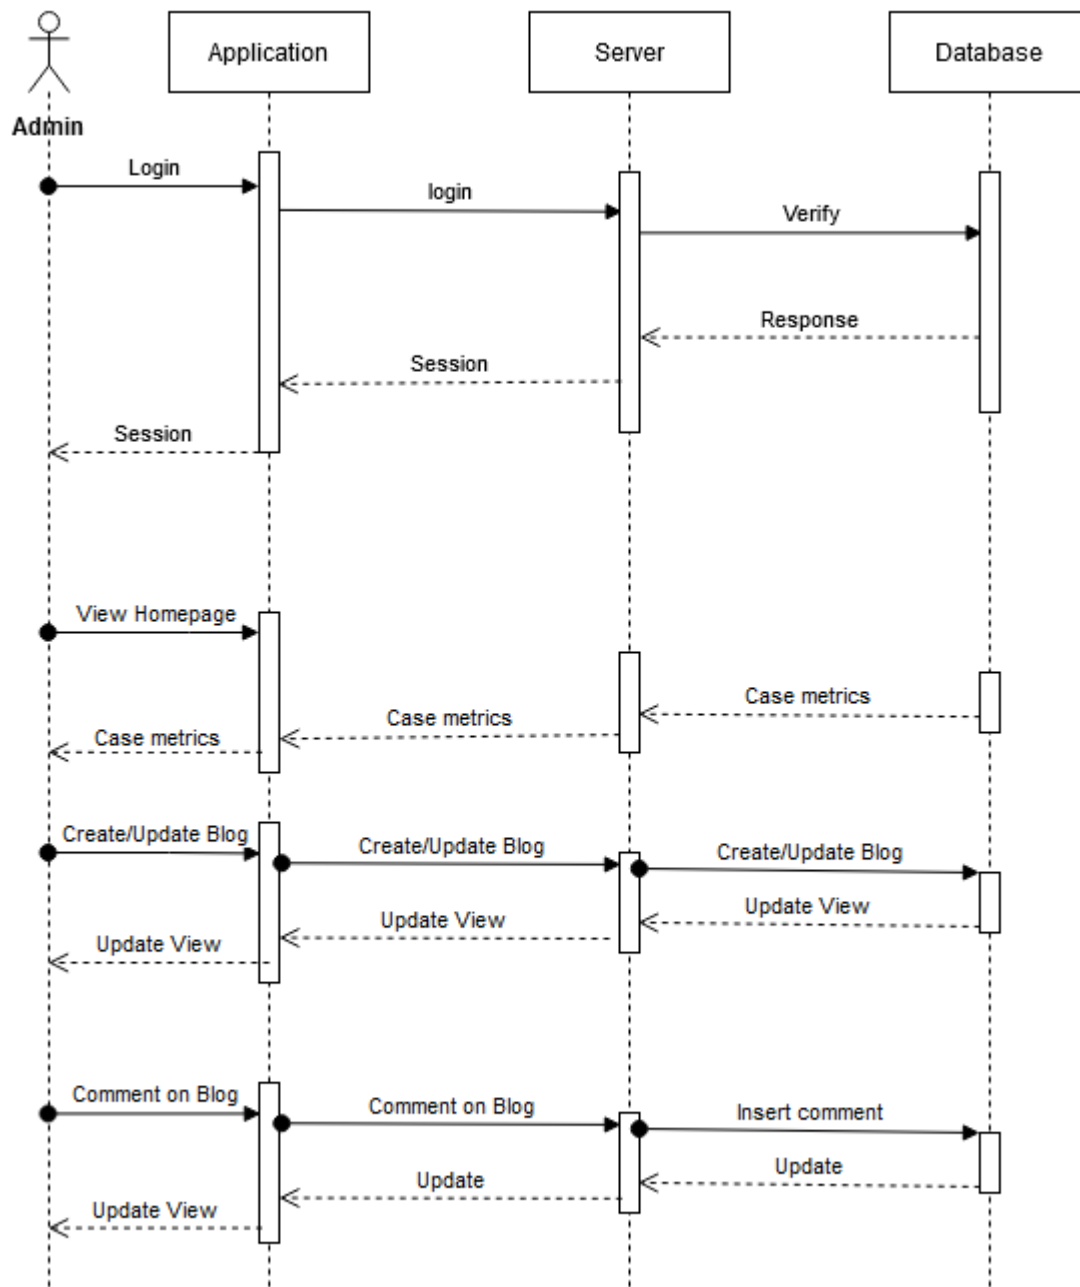 Application
Server
Database
Admin
Login
login
Verify
Response
Session
Session
View Homepage
Case metrics
Case metrics
Case metrics
Create/Update Blog
Create/Update Blog
Create/Update Blog
Update View
Update View
Update View
Comment on Blog
Comment on Blog
Insert comment
Update
Update
Update View